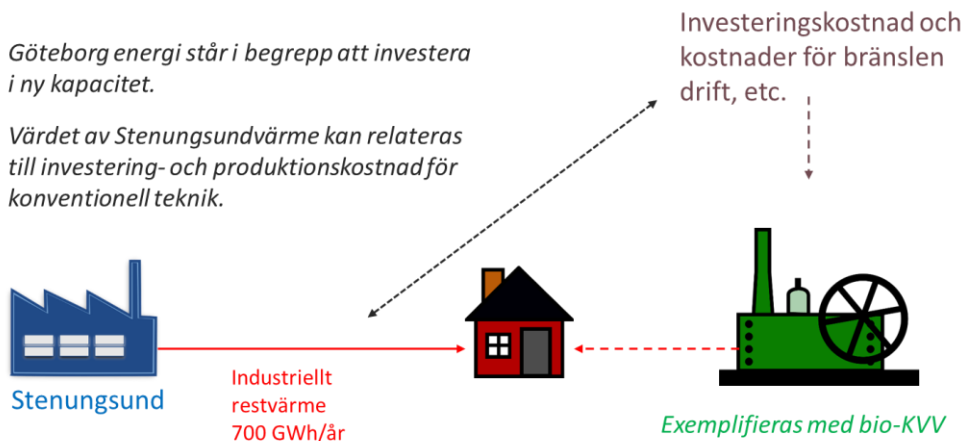 Göteborg energi står i begrepp att investera
i ny kapacitet.
Värdet av Stenungsundvärme kan relateras
till investering- och produktionskostnad för
konventionell teknik.
Investeringskostnad och
kostnader för bränslen
drift, etc.
Stenungsund
Industriellt
restvärme
700 GWh/år
Exemplifieras med bio-KVV